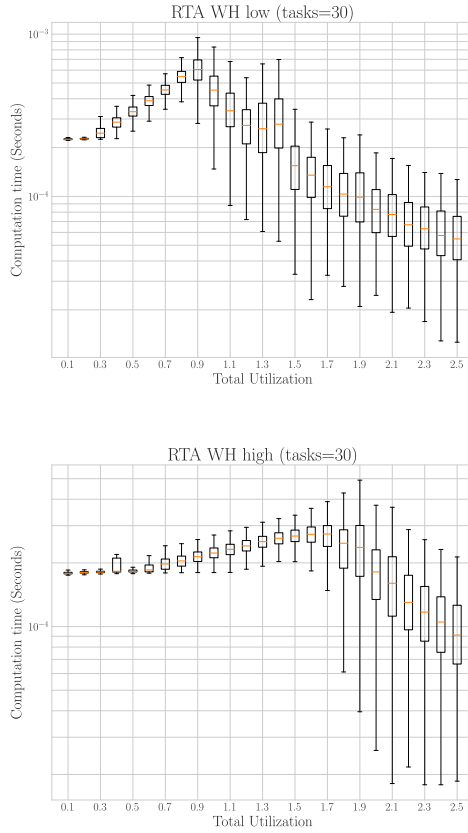 RTA WH low (tasks=30)
10⁻³
Computation time (Seconds)
10⁻⁴
0.1 0.3 0.5 0.7 0.9 1.1 1.3 1.5 1.7 1.9 2.1 2.3 2.5
Total Utilization
RTA WH high (tasks=30)
Computation time (Seconds)
10⁻⁴
0.1 0.3 0.5 0.7 0.9 1.1 1.3 1.5 1.7 1.9 2.1 2.3 2.5
Total Utilization